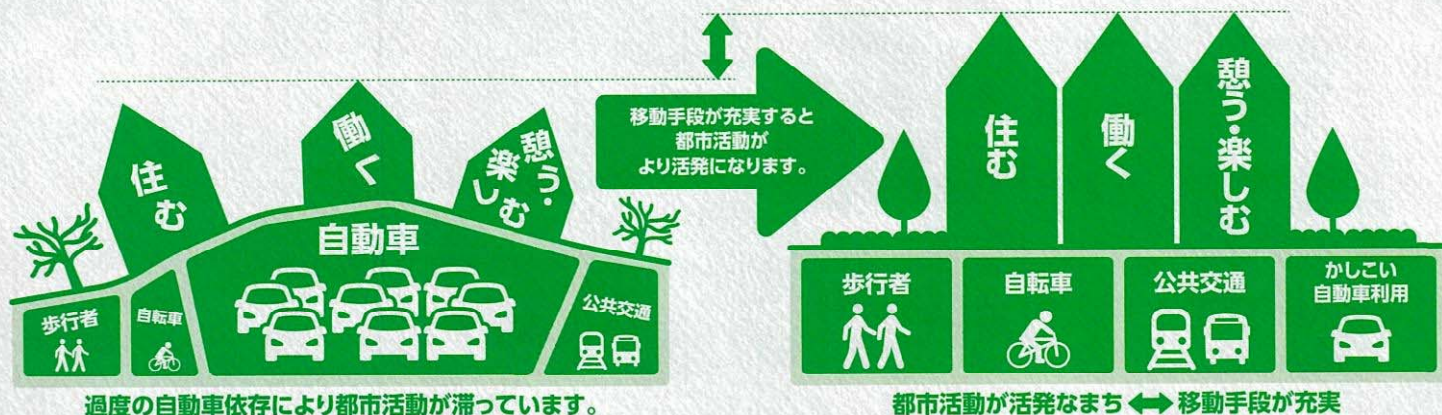 住む
働く
憩う・
楽しむ
自動車
歩行者
自転車
公共交通
過度の自動車依存により都市活動が滞っています。
移動手段が充実すると
都市活動が
より活発になります。
住む
働く
憩う・楽しむ
歩行者
自転車
公共交通
かしこい
自動車利用
都市活動が活発なまち ⟷ 移動手段が充実